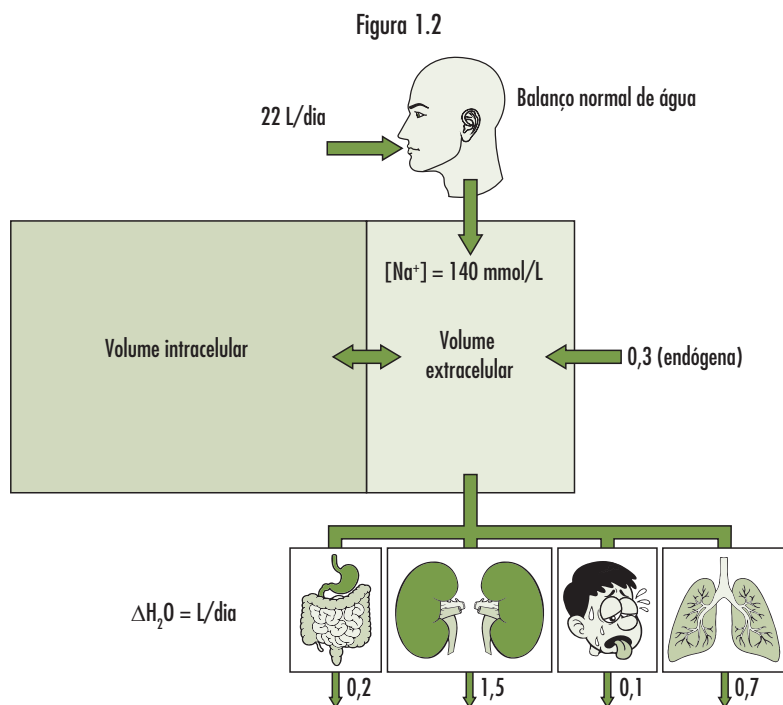 Figura 1.2
Balanço normal de água
22 L/dia
[Na⁺] = 140 mmol/L
Volume intracelular
Volume
extracelular
0,3 (endógena)
∆H₂O = L/dia
0,2
1,5
0,1
0,7